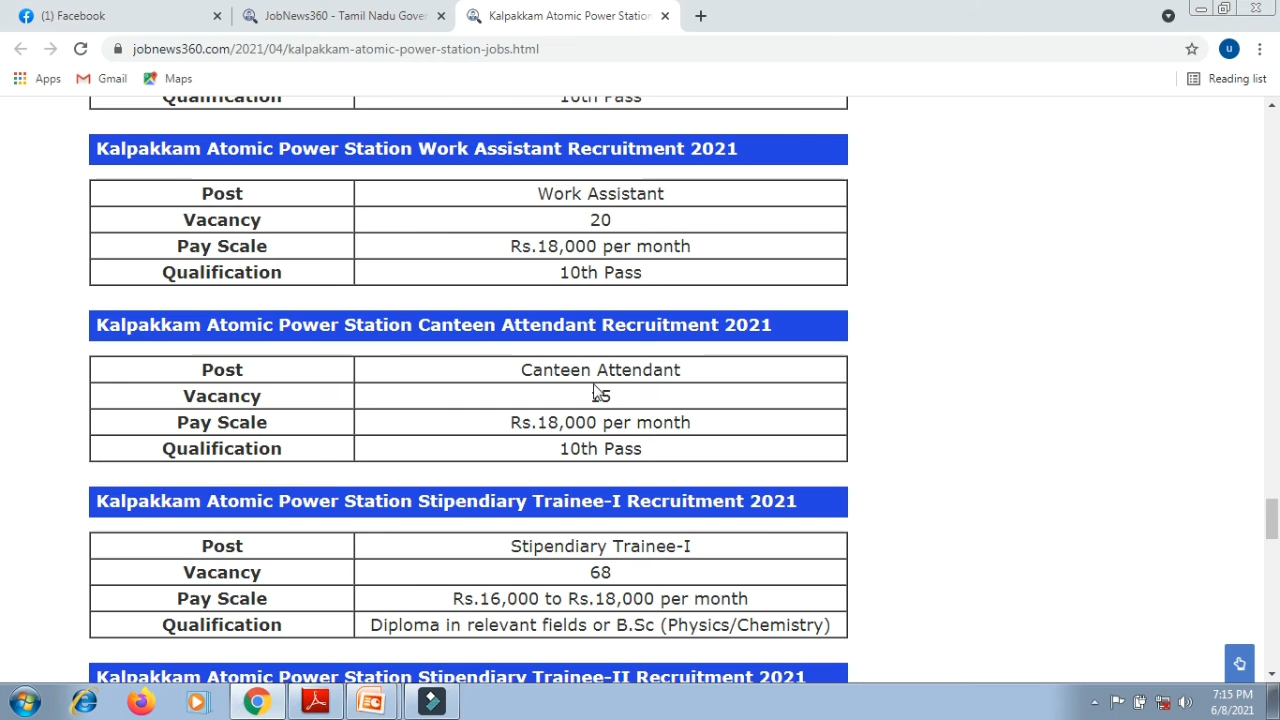 (1) Facebook
JobNews360 - Tamil Nadu Gover
Kalpakkam Atomic Power Station
jobnews360.com/2021/04/kalpakkam-atomic-power-station-jobs.html
Apps Gmail Maps Reading list
Qualification 10th Pass
Kalpakkam Atomic Power Station Work Assistant Recruitment 2021
Post Work Assistant
Vacancy 20
Pay Scale Rs.18,000 per month
Qualification 10th Pass
Kalpakkam Atomic Power Station Canteen Attendant Recruitment 2021
Post Canteen Attendant
Vacancy
Pay Scale Rs.18,000 per month
Qualification 10th Pass
Kalpakkam Atomic Power Station Stipendiary Trainee-I Recruitment 2021
Post Stipendiary Trainee-I
Vacancy 68
Pay Scale Rs.16,000 to Rs.18,000 per month
Qualification Diploma in relevant fields or B.Sc (Physics/Chemistry)
Kalpakkam Atomic Power Station Stipendiary Trainee-II Recruitment 2021
7:15 PM
6/8/2021